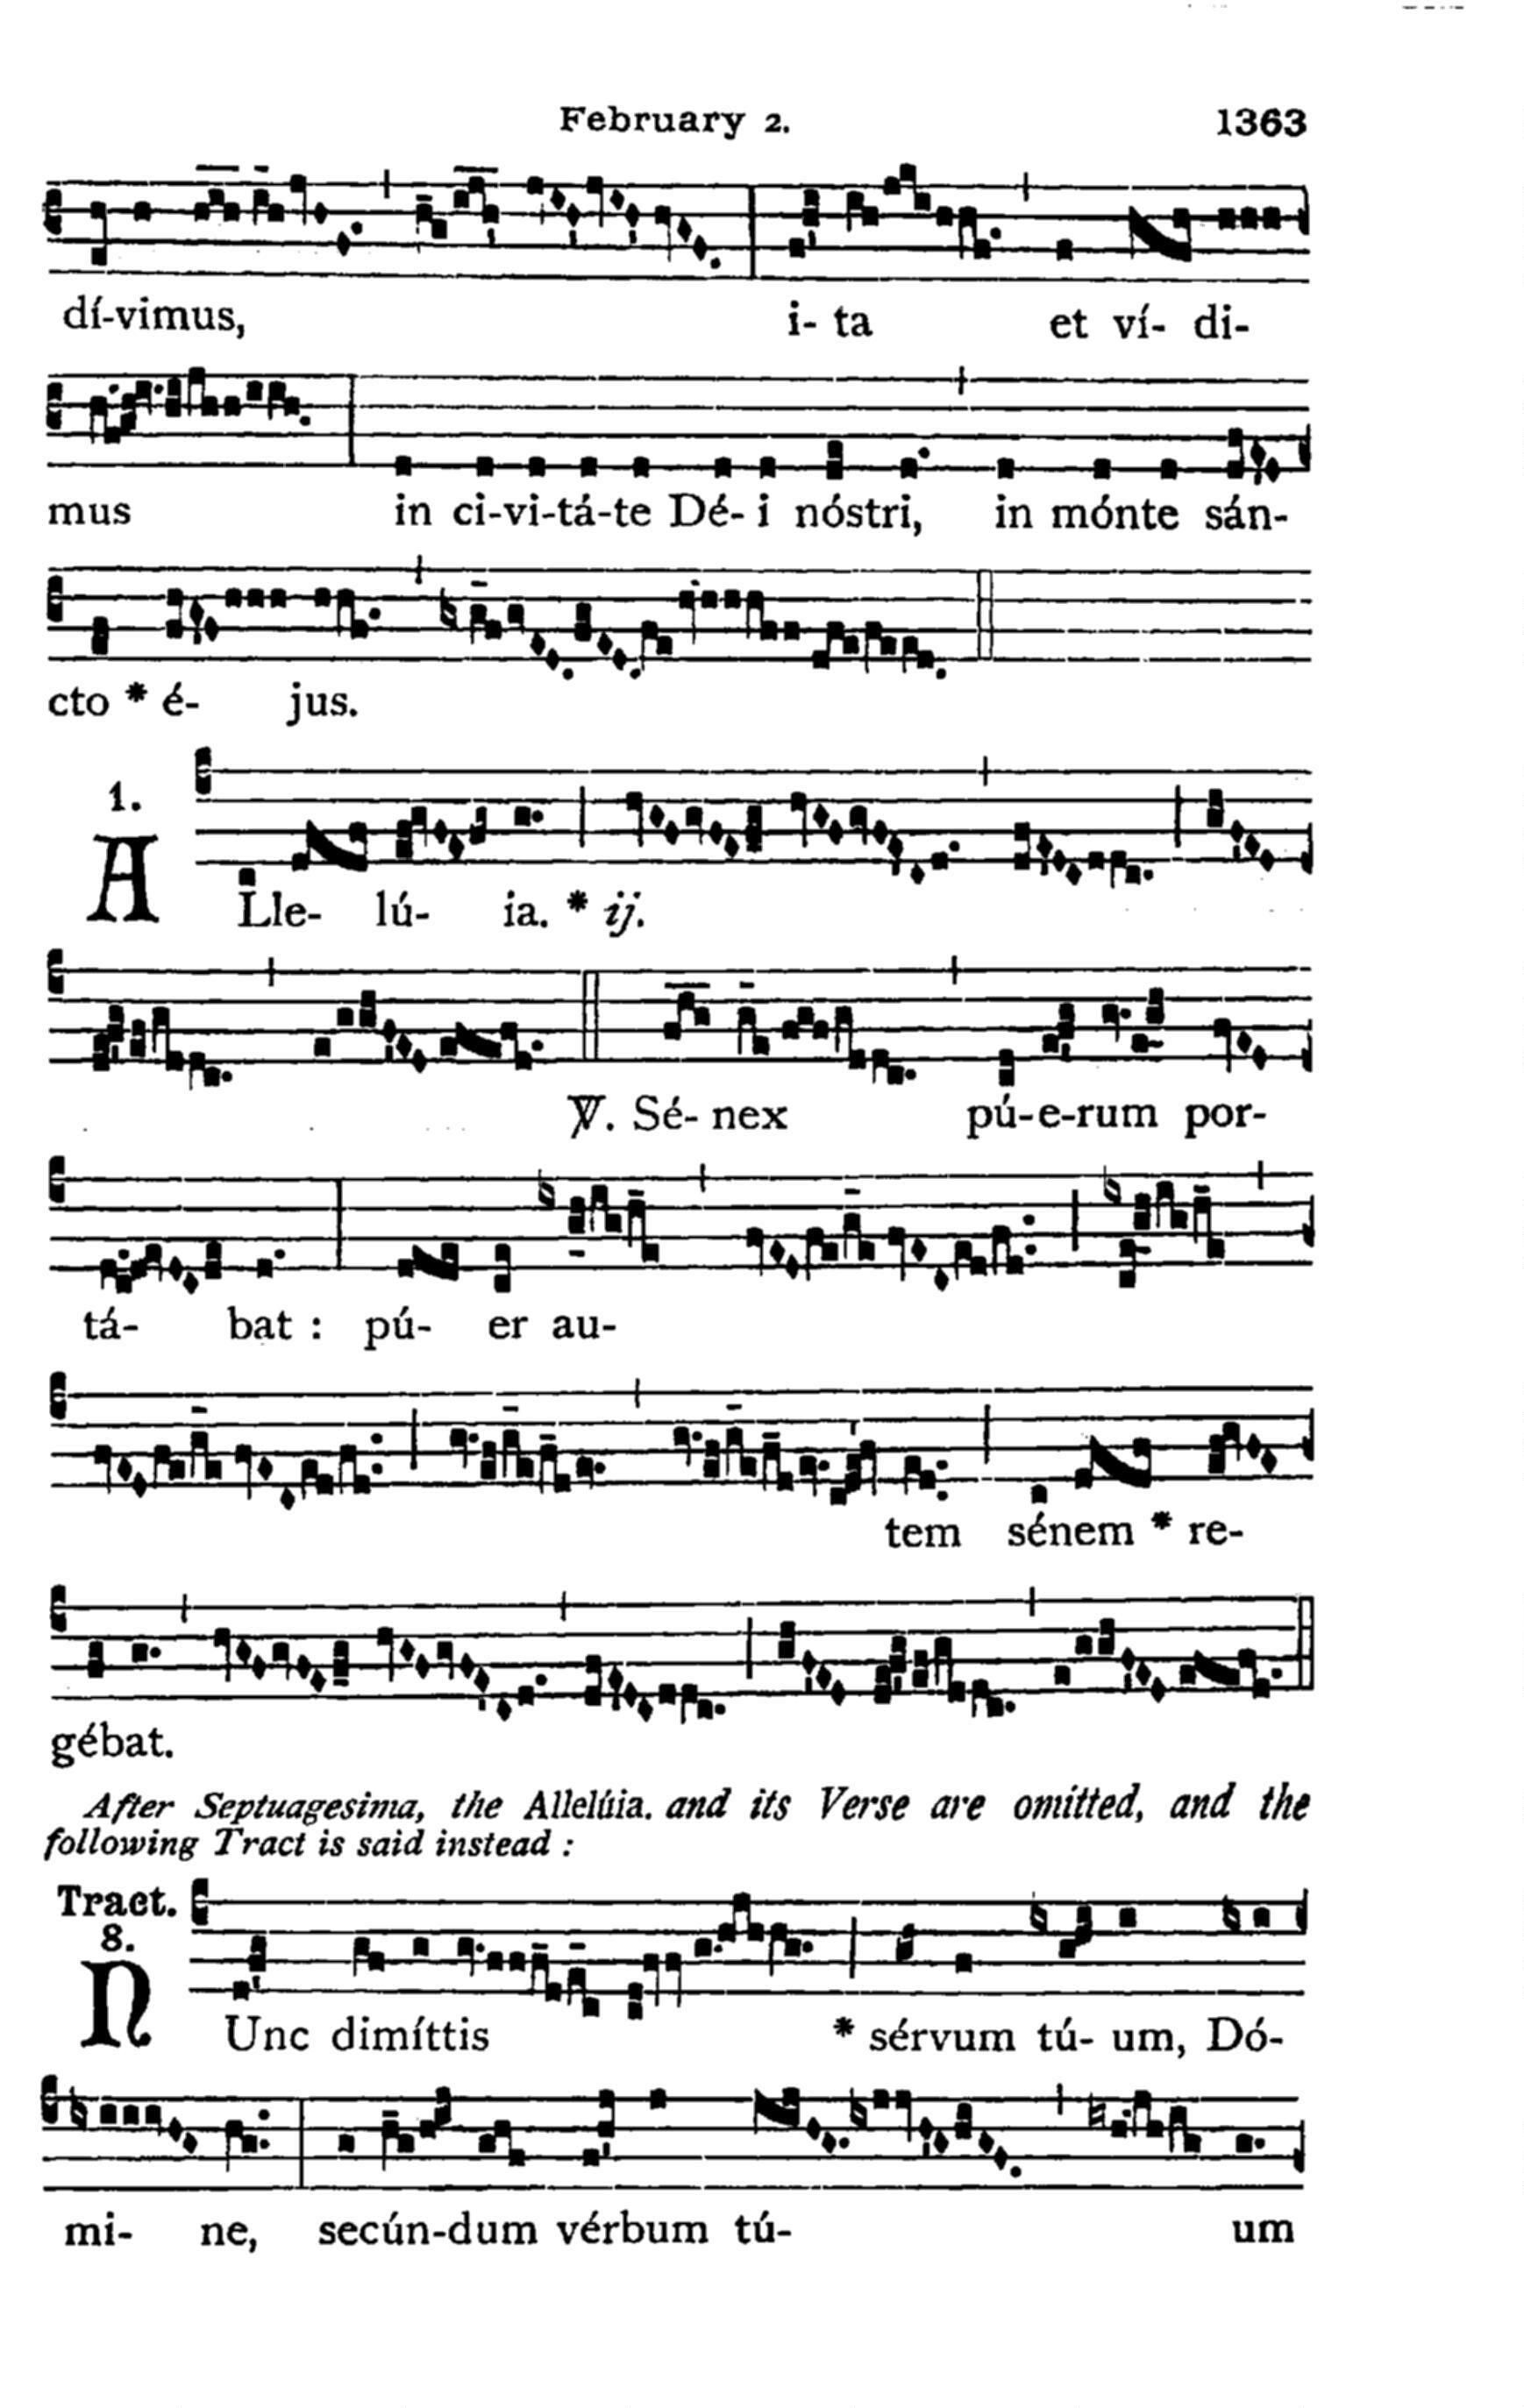 February 2. 1363
dí-vimus, i- ta et ví- di-
mus in ci-vi-tá-te Dé- i nóstri, in mónte sán-
cto * é- jus.
1.
ALle- lú- ia. * ij.
℣. Sé- nex pú-e-rum por-
tá- bat : pú- er au-
tem sénem * re-
gébat.
After Septuagesima, the Allelúia. and its Verse are omitted, and the
following Tract is said instead :
Tract.
8.
NUnc dimíttis * sérvum tú- um, Dó-
mi- ne, secún-dum vérbum tú- um